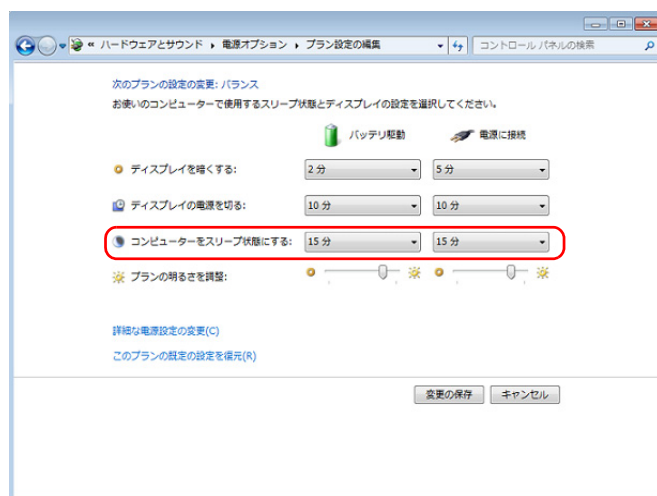 « ハードウェアとサウンド ▸ 電源オプション ▸ プラン設定の編集 コントロール パネルの検索
次のプランの設定の変更: バランス
お使いのコンピューターで使用するスリープ状態とディスプレイの設定を選択してください。
バッテリ駆動 電源に接続
ディスプレイを暗くする: 2 分 5 分
ディスプレイの電源を切る: 10 分 10 分
コンピューターをスリープ状態にする: 15 分 15 分
プランの明るさを調整:
詳細な電源設定の変更(C)
このプランの既定の設定を復元(R)
変更の保存 キャンセル